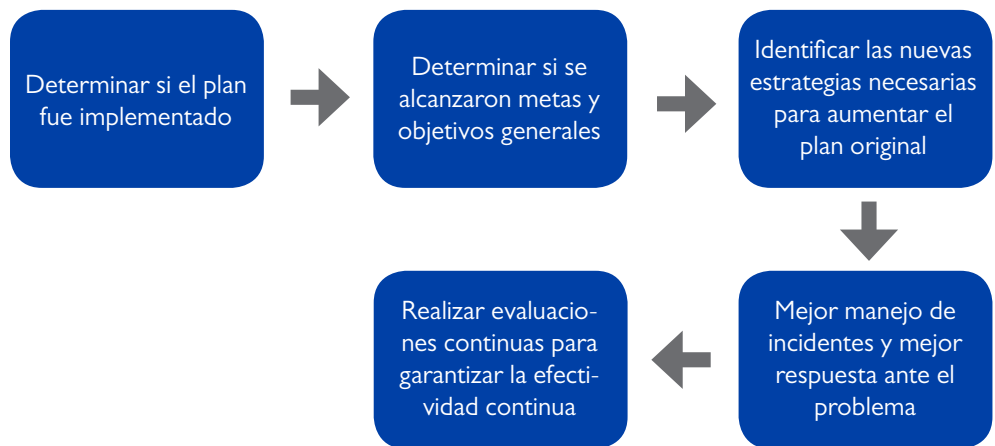 Determinar si el plan
fue implementado
Determinar si se
alcanzaron metas y
objetivos generales
Identificar las nuevas
estrategias necesarias
para aumentar el
plan original
Mejor manejo de
incidentes y mejor
respuesta ante el
problema
Realizar evaluacio-
nes continuas para
garantizar la efecti-
vidad continua